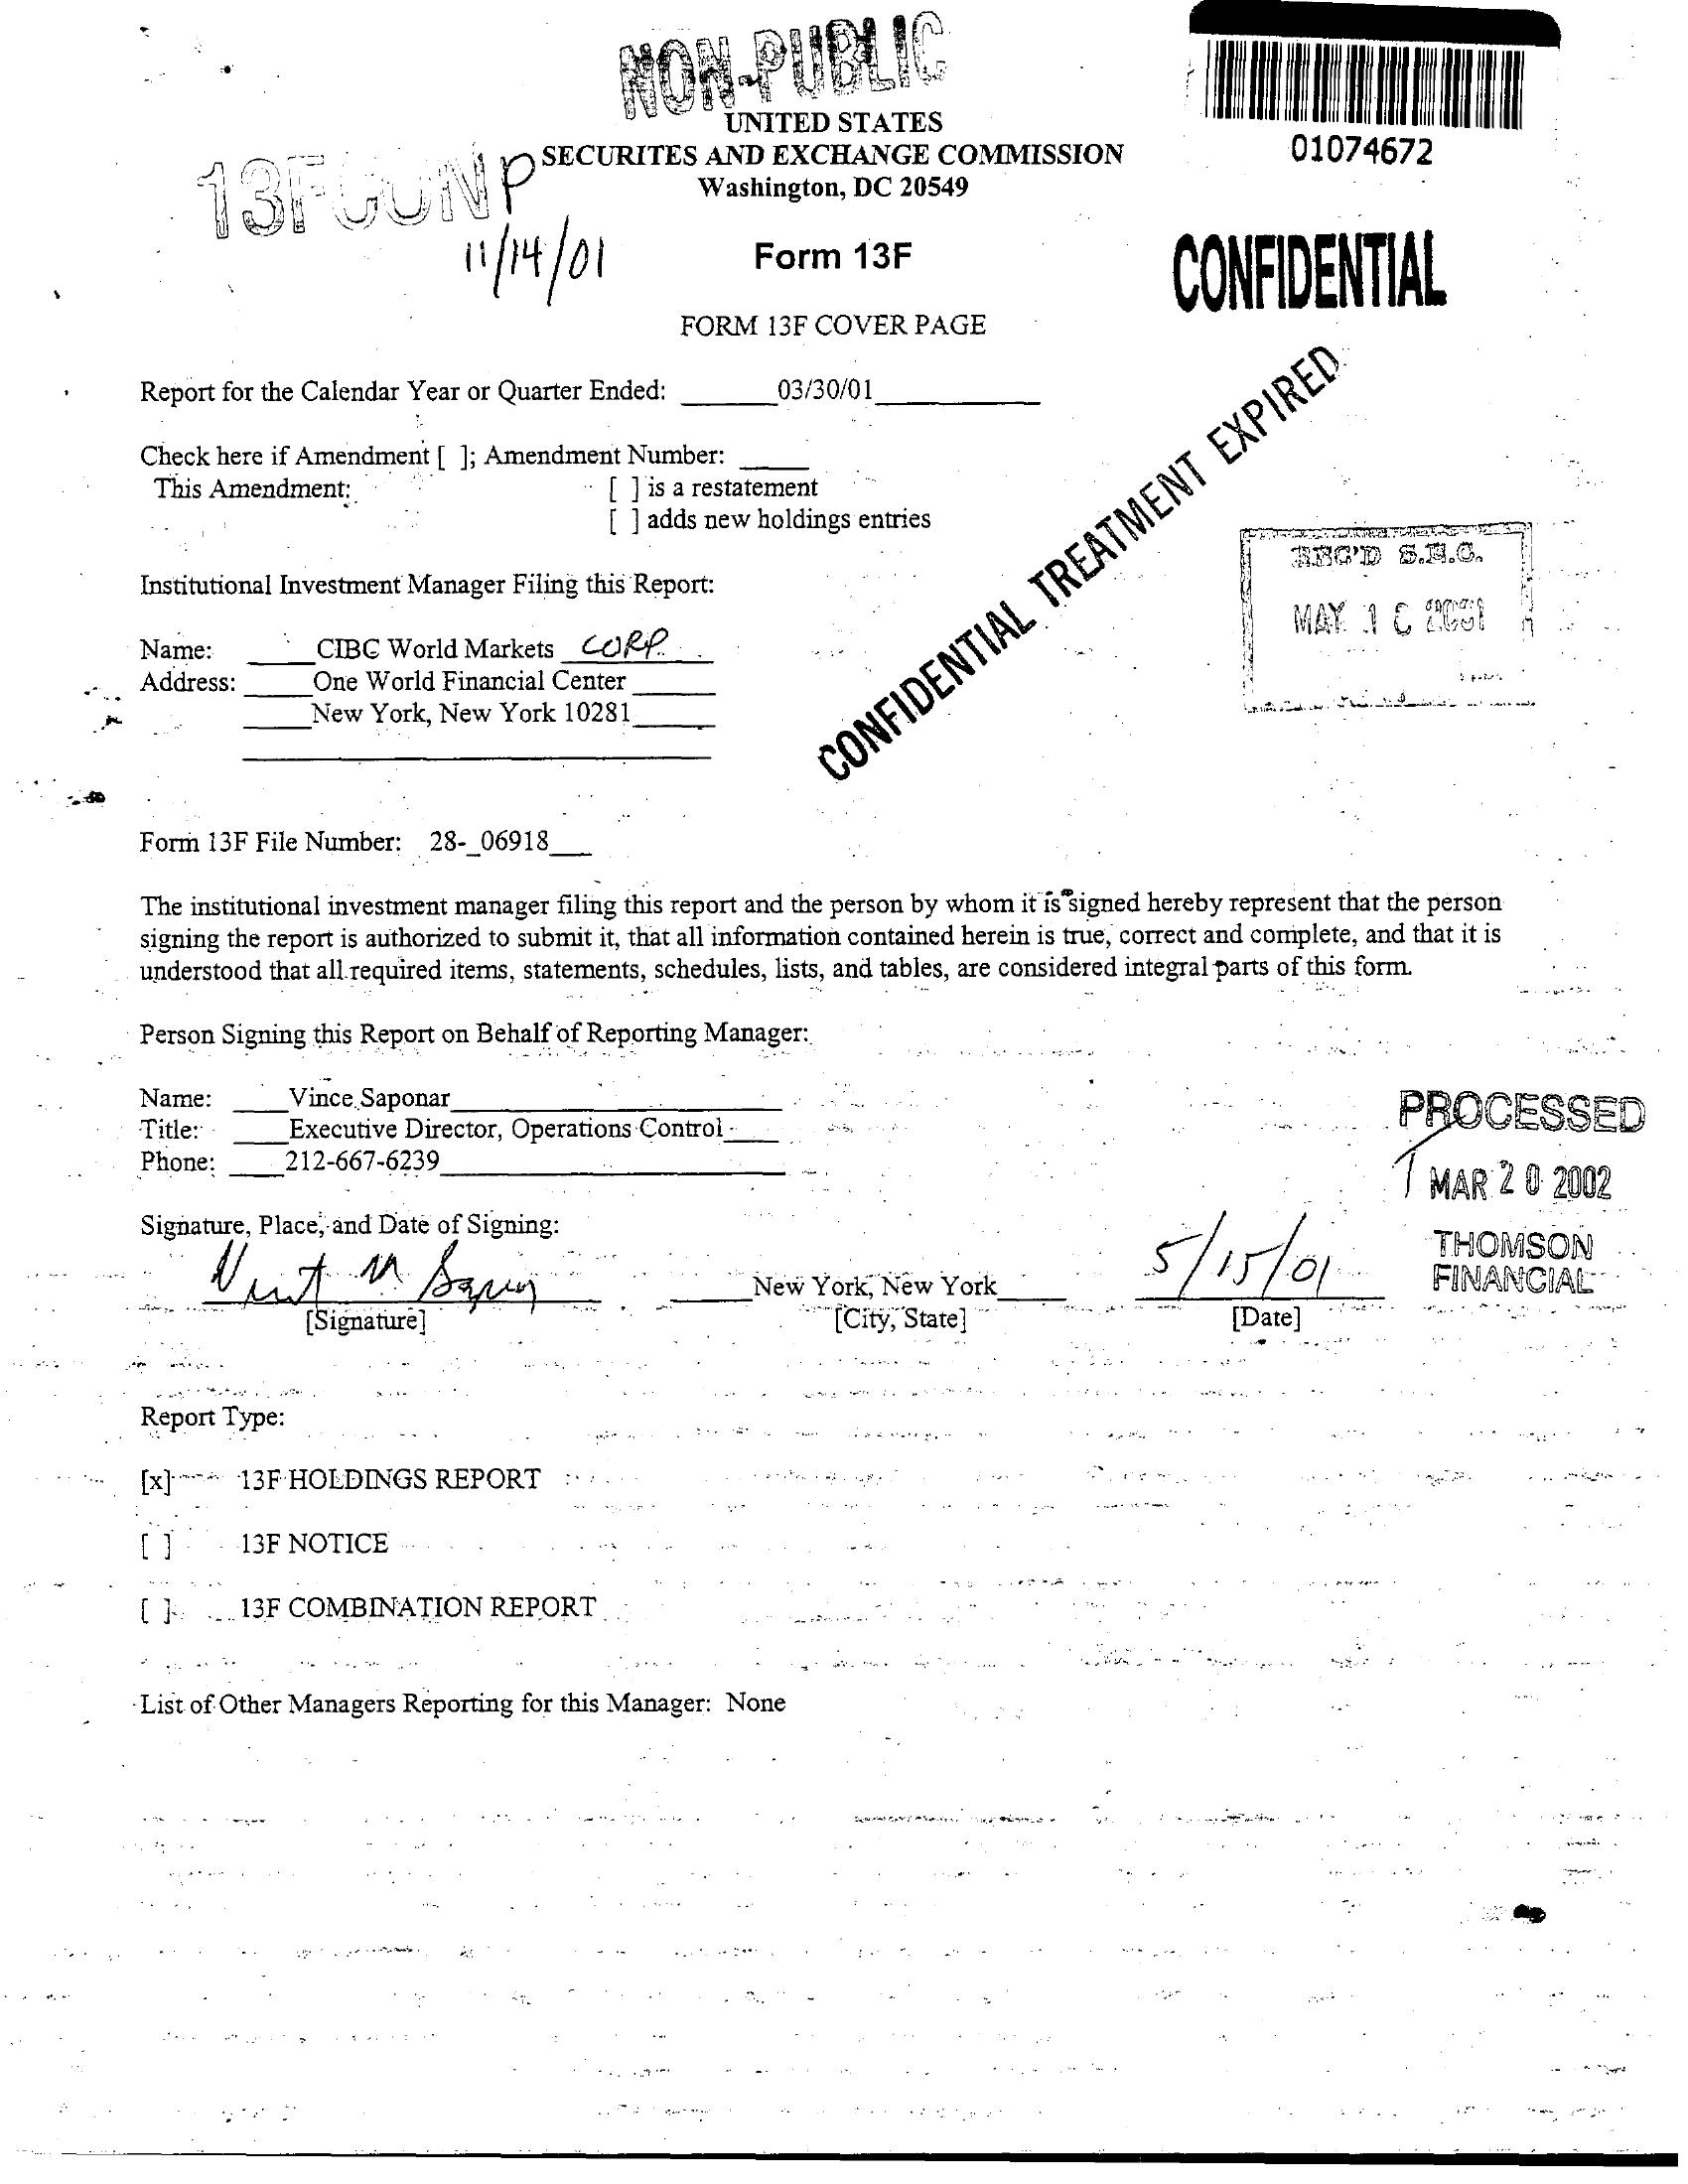 NON-PUBLIC
UNITED STATES
SECURITES AND EXCHANGE COMMISSION
Washington, DC 20549
01074672
13FCONP
11/14/01
Form 13F
CONFIDENTIAL
FORM 13F COVER PAGE
Report for the Calendar Year or Quarter Ended: 03/30/01
Check here if Amendment [ ]; Amendment Number: ____
This Amendment: [ ] is a restatement
[ ] adds new holdings entries
CONFIDENTIAL TREATMENT EXPIRED
REC'D S.E.C.
MAY 2001
Institutional Investment Manager Filing this Report:
Name: CIBC World Markets CORP.
Address: One World Financial Center
New York, New York 10281
Form 13F File Number: 28-_06918___
The institutional investment manager filing this report and the person by whom it is signed hereby represent that the person
signing the report is authorized to submit it, that all information contained herein is true, correct and complete, and that it is
understood that all required items, statements, schedules, lists, and tables, are considered integral parts of this form.
Person Signing this Report on Behalf of Reporting Manager:
Name: Vince Saponar
Title: Executive Director, Operations Control
Phone: 212-667-6239
PROCESSED
MAR 20 2002
THOMSON
FINANCIAL
Signature, Place, and Date of Signing:
New York, New York 5/15/01
[Signature] [City, State] [Date]
Report Type:
[x] 13F HOLDINGS REPORT
[ ] 13F NOTICE
[ ] 13F COMBINATION REPORT
List of Other Managers Reporting for this Manager: None